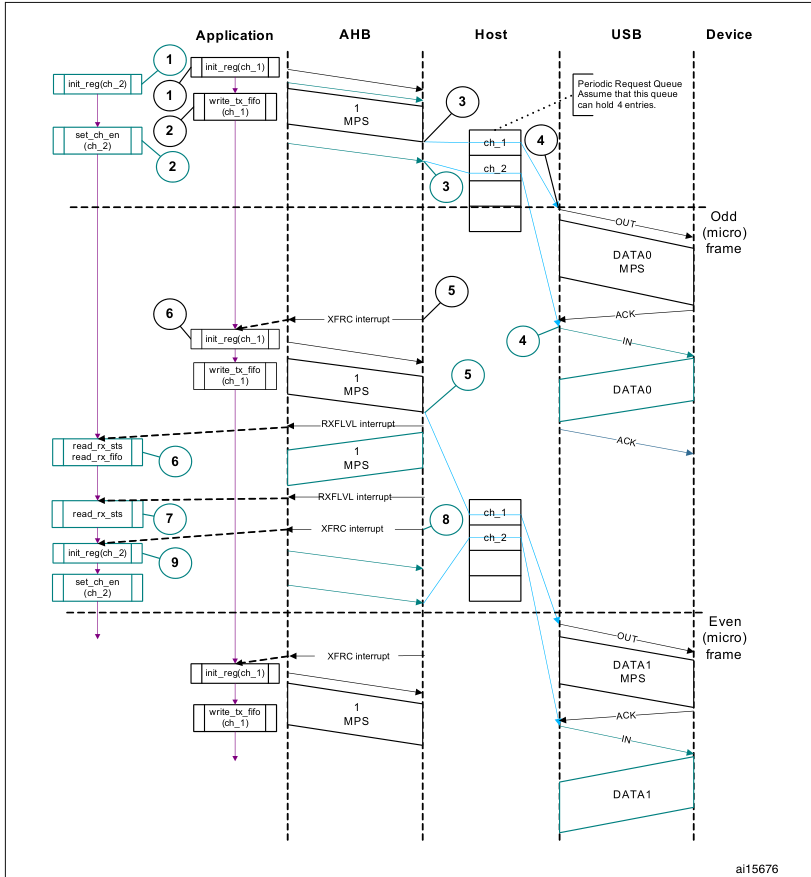 Application
AHB
Host
USB
Device
1
init_reg(ch_1)
init_reg(ch_2)
1
write_tx_fifo
(ch_1)
2
1
MPS
3
Periodic Request Queue
Assume that this queue
can hold 4 entries.
set_ch_en
(ch_2)
2
ch_1
4
ch_2
3
Odd
(micro)
frame
OUT
DATA0
MPS
5
6
XFRC interrupt
ACK
init_reg(ch_1)
4
IN
write_tx_fifo
(ch_1)
1
MPS
5
DATA0
RXFLVL interrupt
read_rx_sts
read_rx_fifo
6
1
MPS
ACK
RXFLVL interrupt
read_rx_sts
7
ch_1
8
XFRC interrupt
ch_2
init_reg(ch_2)
9
set_ch_en
(ch_2)
Even
(micro)
frame
OUT
XFRC interrupt
init_reg(ch_1)
DATA1
MPS
write_tx_fifo
(ch_1)
1
MPS
ACK
IN
DATA1
ai15676